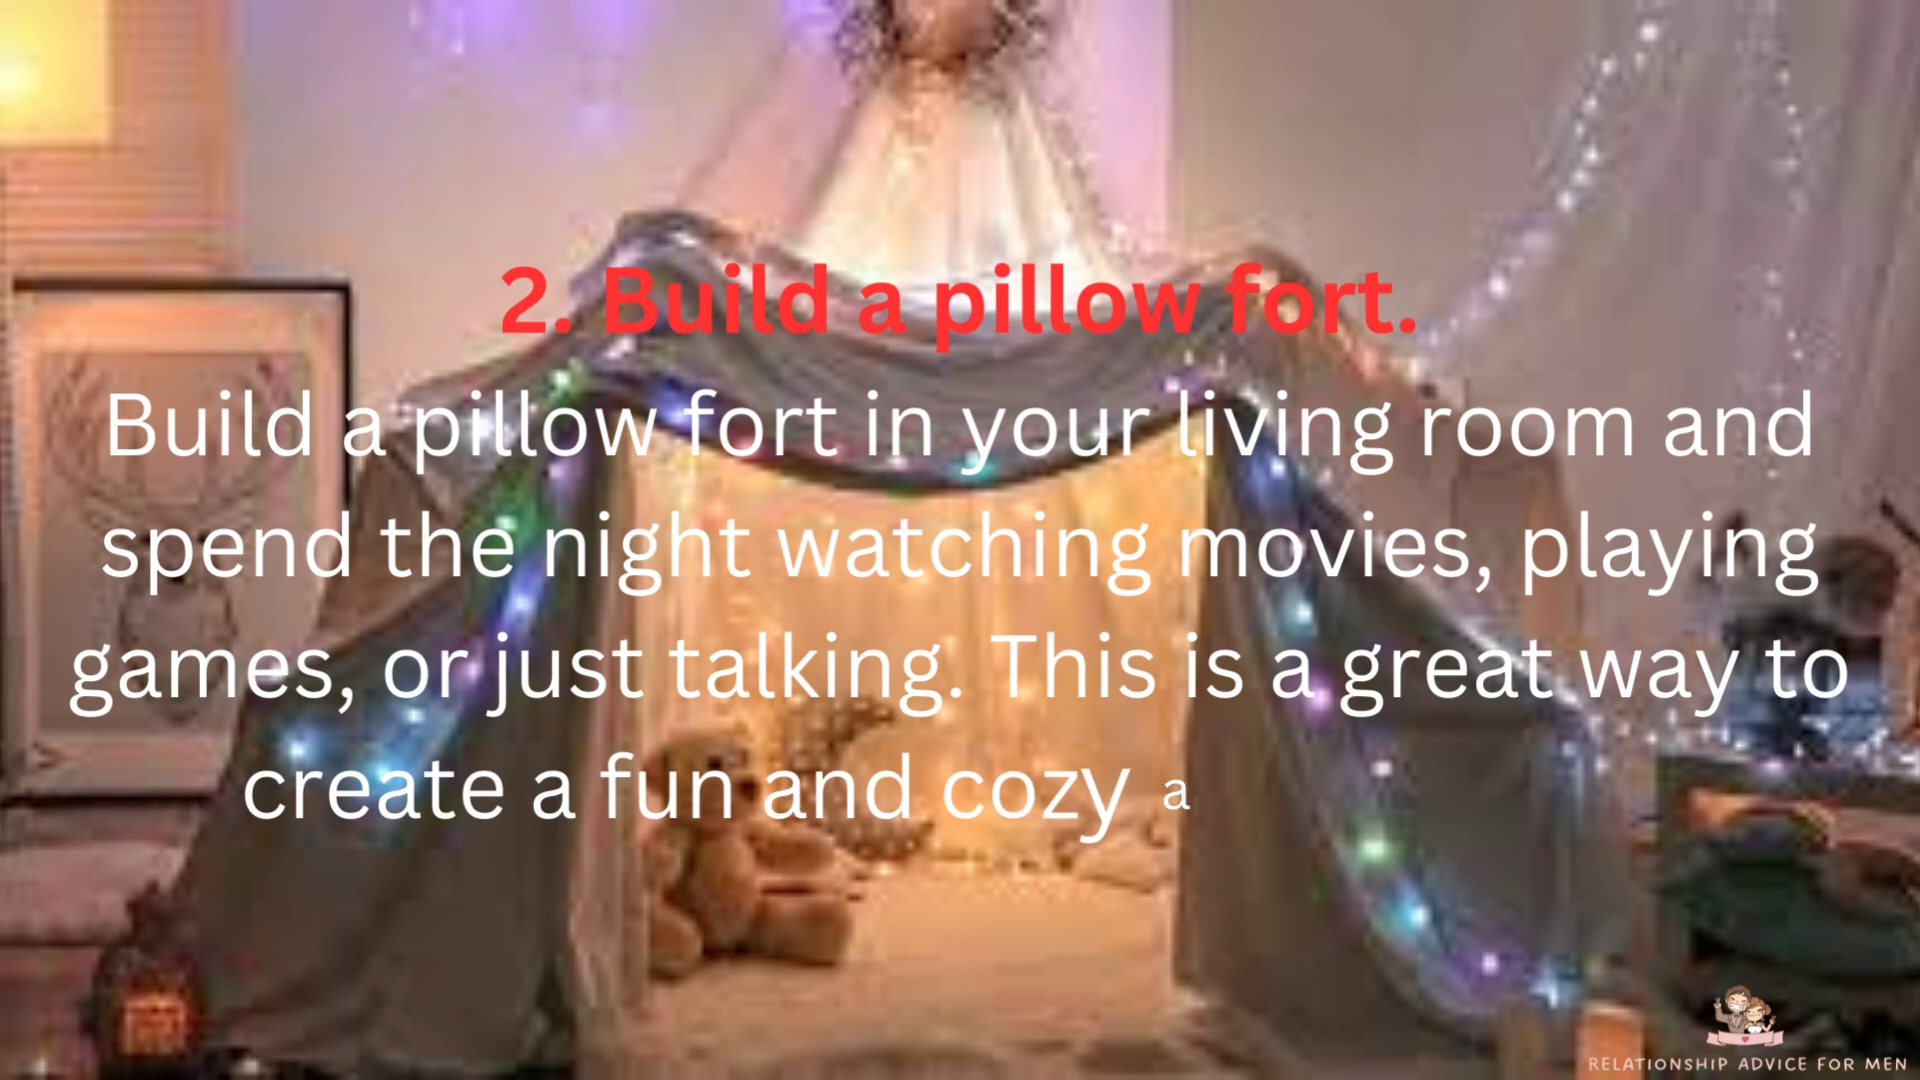 2. Build a pillow fort.
Build a pillow fort in your living room and
spend the night watching movies, playing
games, or just talking. This is a great way to
create a fun and cozy a
RELATIONSHIP ADVICE FOR MEN